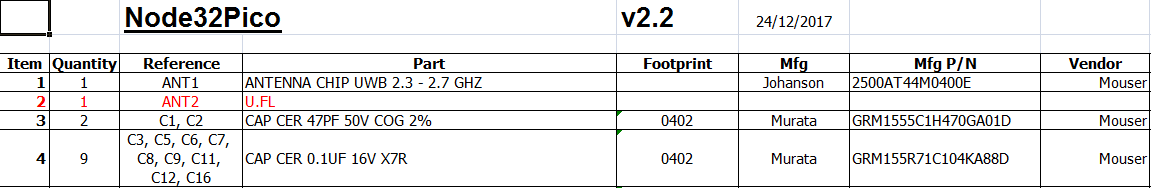 Node32Pico v2.2 24/12/2017
Item Quantity Reference Part Footprint Mfg Mfg P/N Vendor
1 1 ANT1 ANTENNA CHIP UWB 2.3 - 2.7 GHZ Johanson 2500AT44M0400E Mouser
2 1 ANT2 U.FL
3 2 C1, C2 CAP CER 47PF 50V COG 2% 0402 Murata GRM1555C1H470GA01D Mouser
C3, C5, C6, C7,
4 9 C8, C9, C11, CAP CER 0.1UF 16V X7R 0402 Murata GRM155R71C104KA88D Mouser
C12, C16